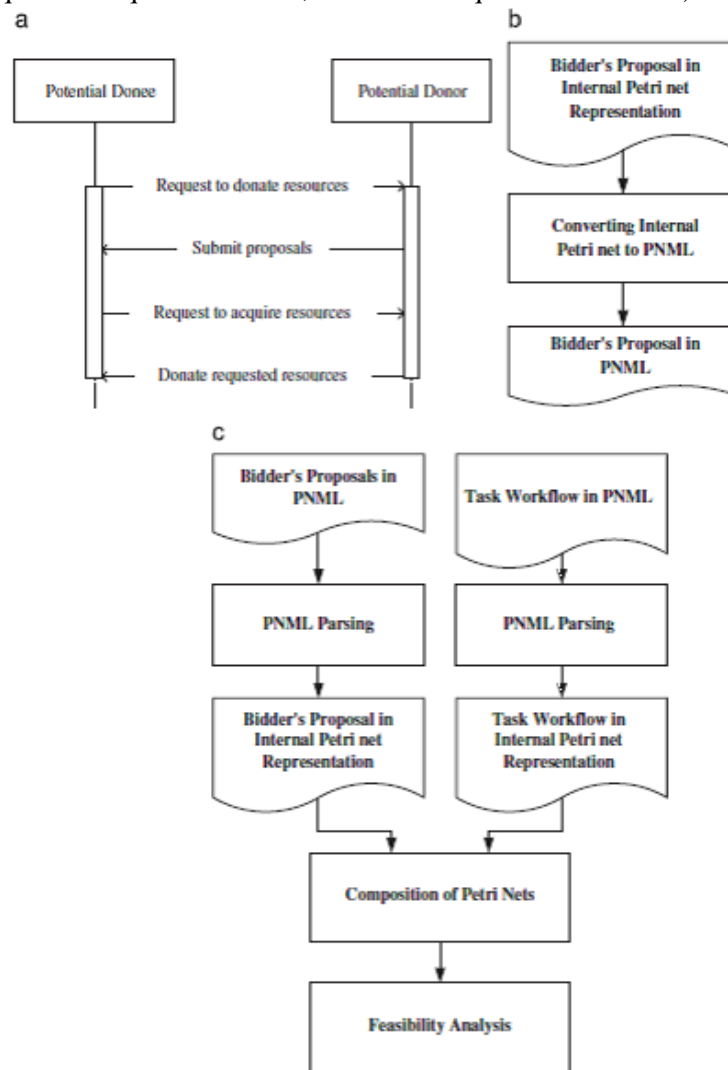 a
b
Potential Donee
Potential Donor
Request to donate resources
Submit proposals
Request to acquire resources
Donate requested resources
Bidder's Proposal in
Internal Petri net
Representation
Converting Internal
Petri net to PNML
Bidder's Proposal in
PNML
c
Bidder's Proposals in
PNML
Task Workflow in PNML
PNML Parsing
PNML Parsing
Bidder's Proposal in
Internal Petri net
Representation
Task Workflow in
Internal Petri net
Representation
Composition of Petri Nets
Feasibility Analysis